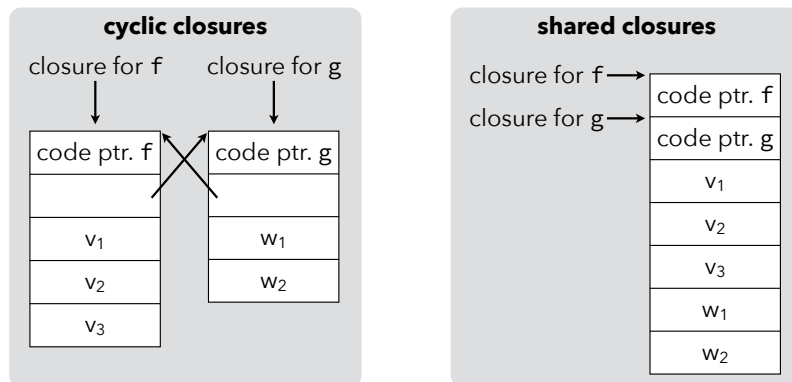 cyclic closures
closure for f
closure for g
code ptr. f
v₁
v₂
v₃
code ptr. g
w₁
w₂
shared closures
closure for f
closure for g
code ptr. f
code ptr. g
v₁
v₂
v₃
w₁
w₂